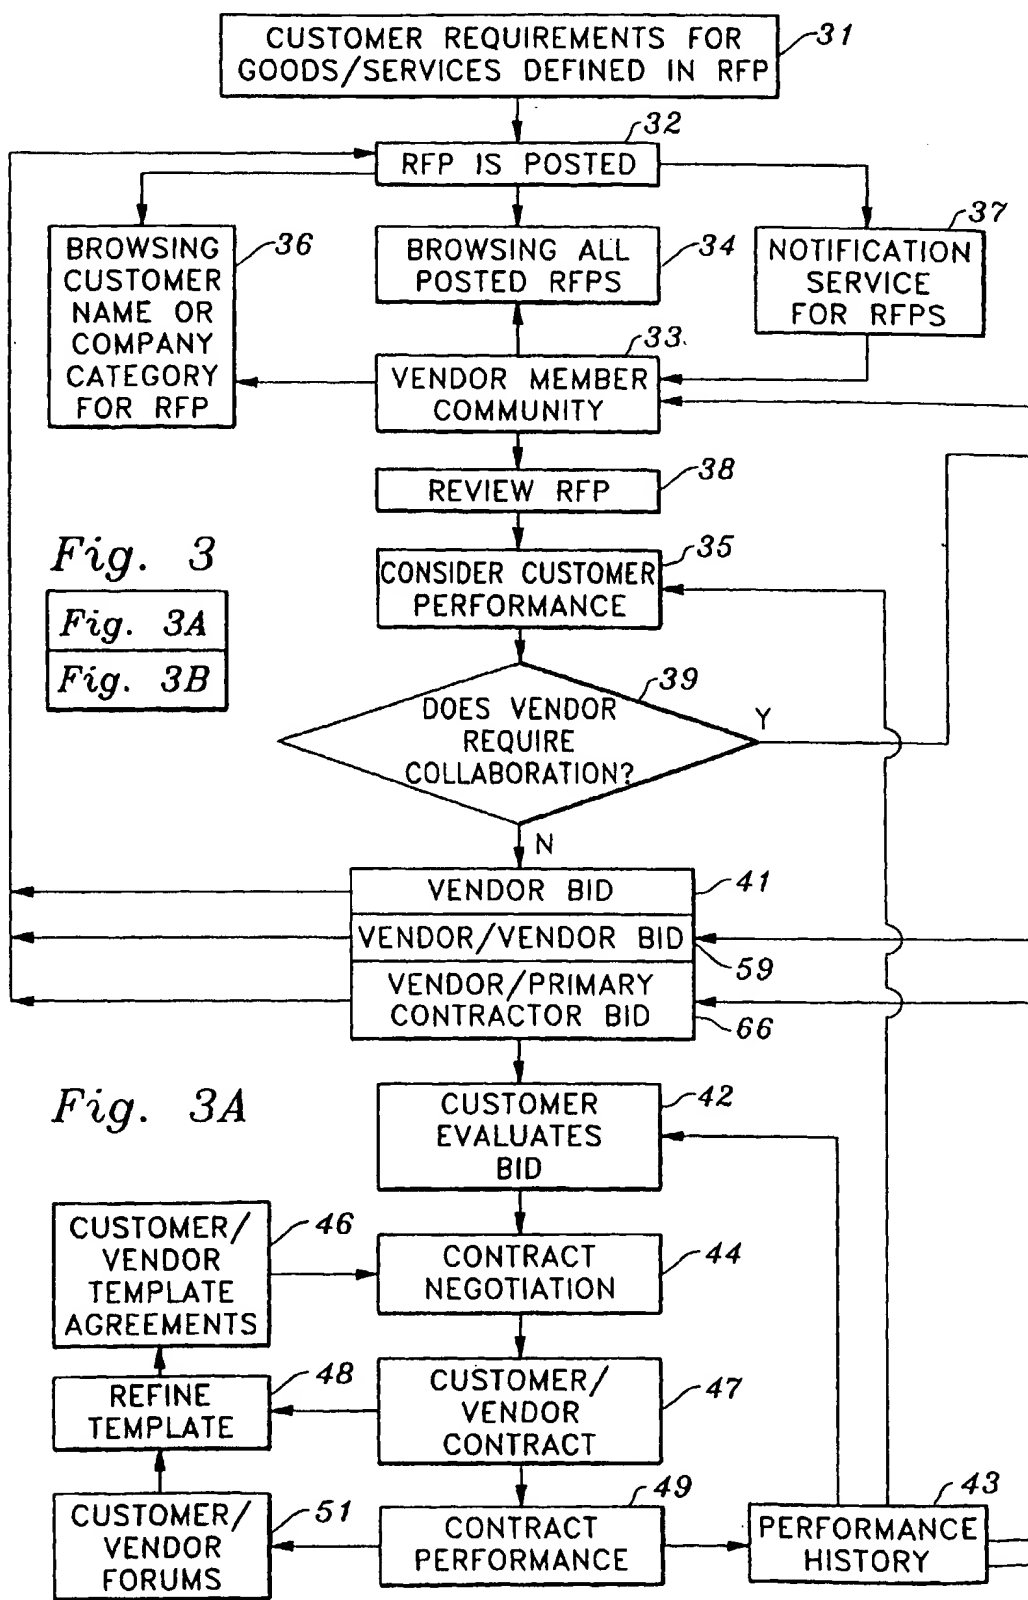 CUSTOMER REQUIREMENTS FOR
GOODS/SERVICES DEFINED IN RFP
31
32
RFP IS POSTED
BROWSING
CUSTOMER
NAME OR
COMPANY
CATEGORY
FOR RFP
36
BROWSING ALL
POSTED RFPS
34
37
NOTIFICATION
SERVICE
FOR RFPS
33
VENDOR MEMBER
COMMUNITY
REVIEW RFP
38
Fig. 3
Fig. 3A
Fig. 3B
35
CONSIDER CUSTOMER
PERFORMANCE
39
DOES VENDOR
REQUIRE
COLLABORATION?
Y
N
VENDOR BID
41
VENDOR/VENDOR BID
59
VENDOR/PRIMARY
CONTRACTOR BID
66
Fig. 3A
CUSTOMER
EVALUATES
BID
42
CUSTOMER/
VENDOR
TEMPLATE
AGREEMENTS
46
CONTRACT
NEGOTIATION
44
REFINE
TEMPLATE
48
CUSTOMER/
VENDOR
CONTRACT
47
CUSTOMER/
VENDOR
FORUMS
51
49
CONTRACT
PERFORMANCE
43
PERFORMANCE
HISTORY